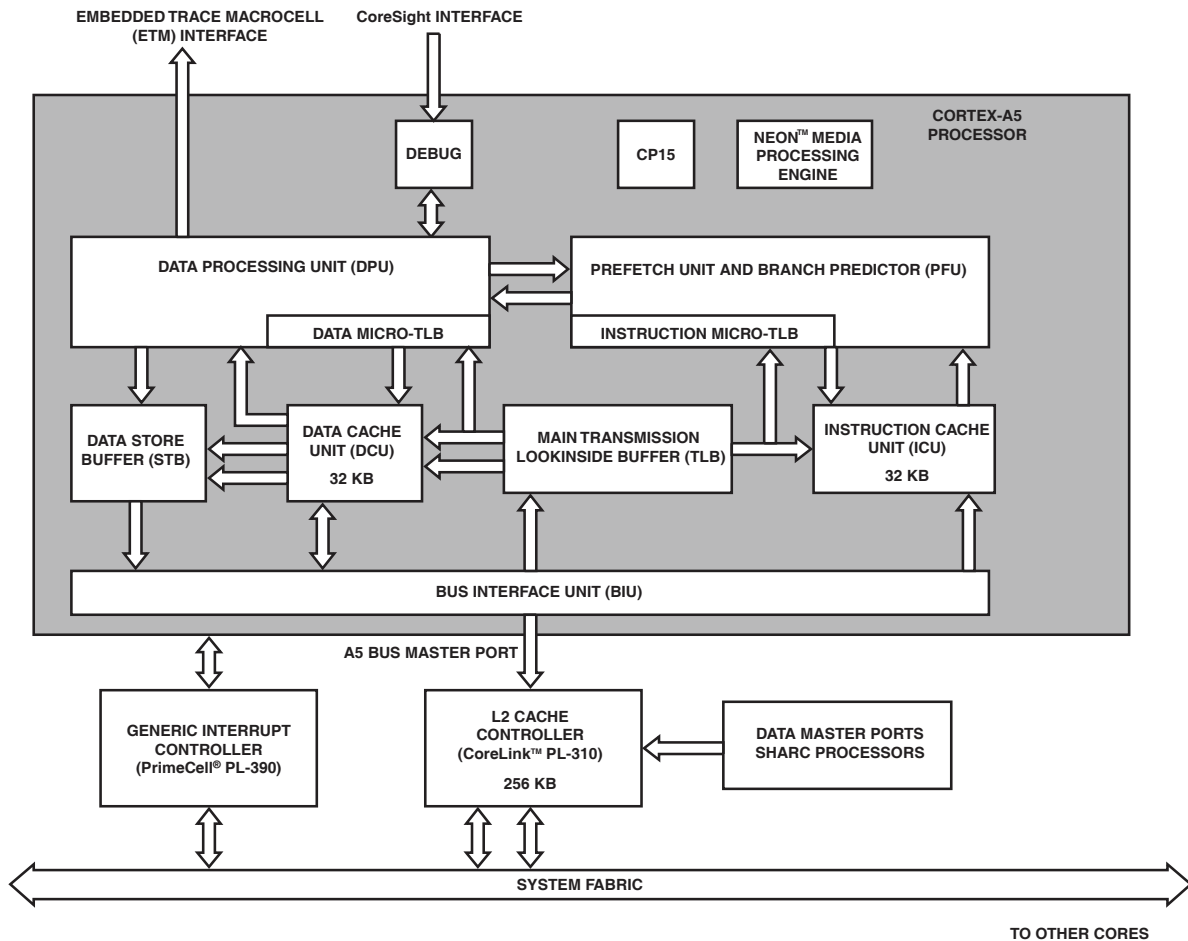 EMBEDDED TRACE MACROCELL
(ETM) INTERFACE
CoreSight INTERFACE
CORTEX-A5
PROCESSOR
DEBUG
CP15
NEON™ MEDIA
PROCESSING
ENGINE
DATA PROCESSING UNIT (DPU)
PREFETCH UNIT AND BRANCH PREDICTOR (PFU)
DATA MICRO-TLB
INSTRUCTION MICRO-TLB
DATA STORE
BUFFER (STB)
DATA CACHE
UNIT (DCU)
32 KB
MAIN TRANSMISSION
LOOKINSIDE BUFFER (TLB)
INSTRUCTION CACHE
UNIT (ICU)
32 KB
BUS INTERFACE UNIT (BIU)
A5 BUS MASTER PORT
GENERIC INTERRUPT
CONTROLLER
(PrimeCell® PL-390)
L2 CACHE
CONTROLLER
(CoreLink™ PL-310)
256 KB
DATA MASTER PORTS
SHARC PROCESSORS
SYSTEM FABRIC
TO OTHER CORES